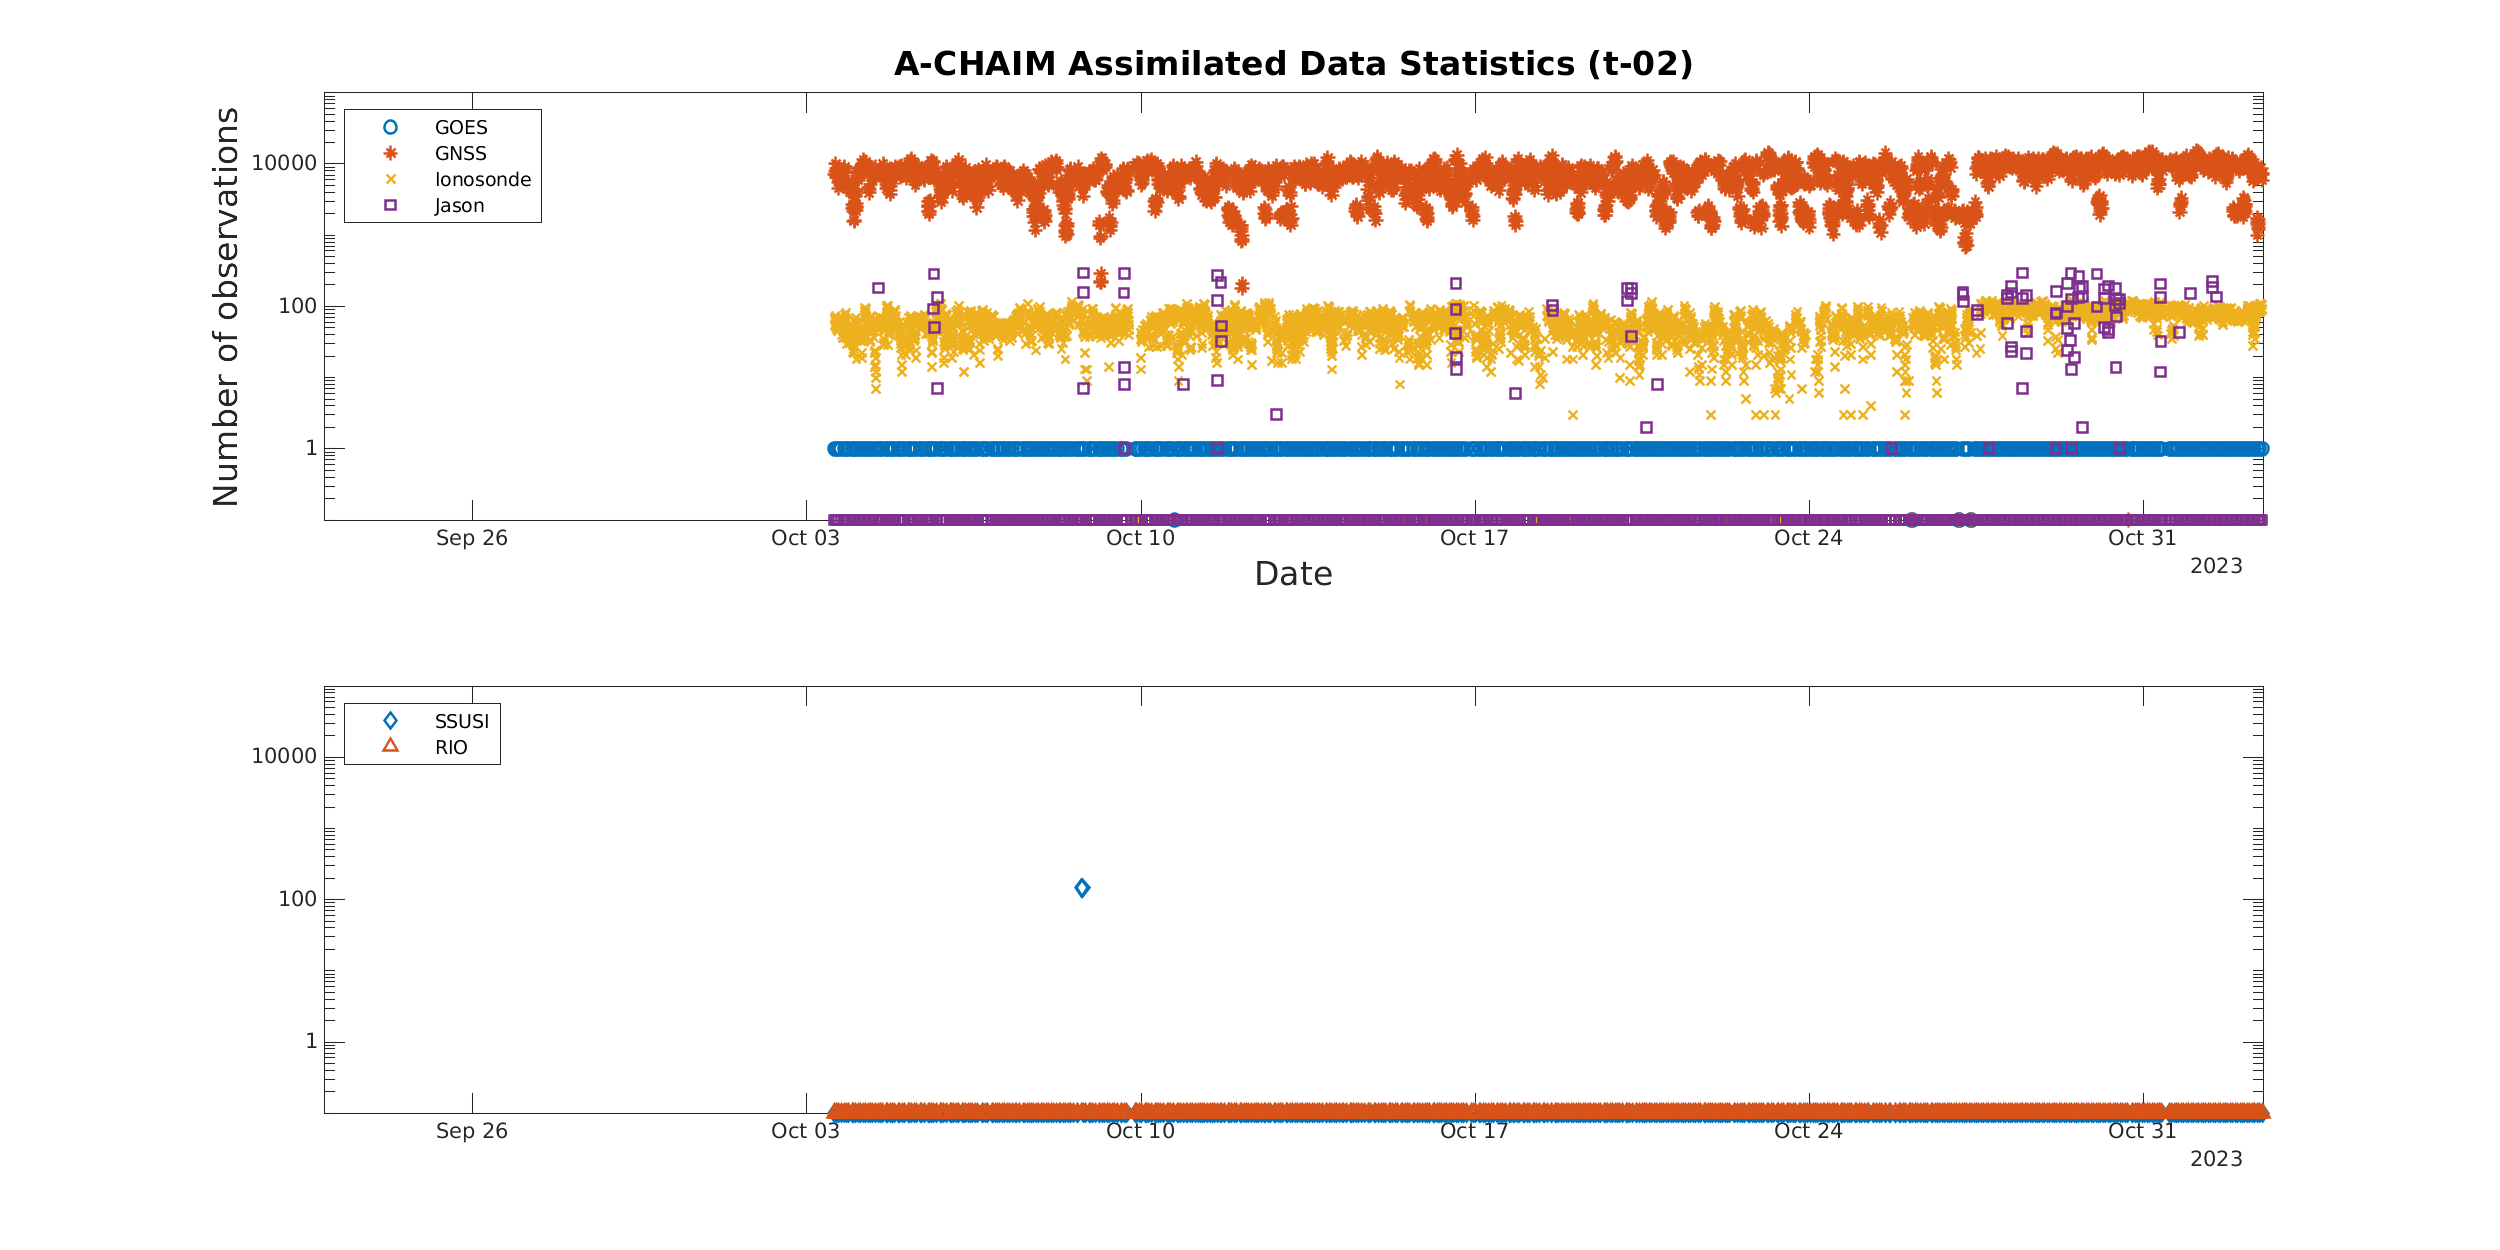 A-CHAIM Assimilated Data Statistics (t-02)
Number of observations
10000
100
1
GOES
GNSS
Ionosonde
Jason
Sep 26
Oct 03
Oct 10
Oct 17
Oct 24
Oct 31
2023
Date
10000
100
1
SSUSI
RIO
Sep 26
Oct 03
Oct 10
Oct 17
Oct 24
Oct 31
2023